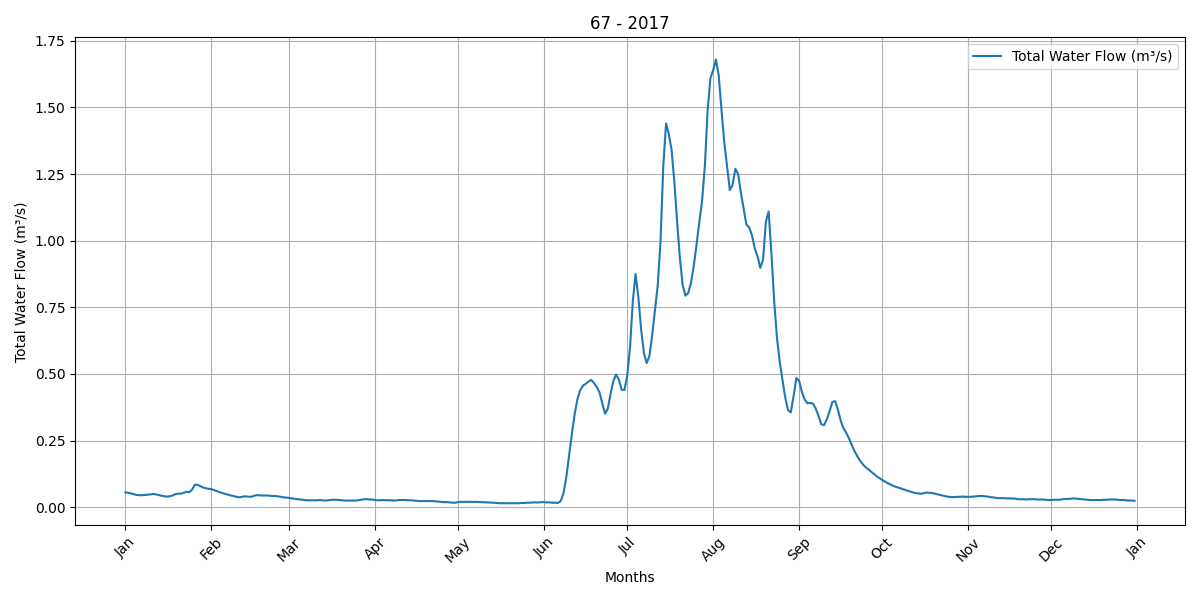 67 - 2017
Total Water Flow (m³/s)
1.75
1.50
1.25
1.00
0.75
0.50
0.25
0.00
Total Water Flow (m³/s)
Jan
Feb
Mar
Apr
May
Jun
Jul
Aug
Sep
Oct
Nov
Dec
Jan
Months